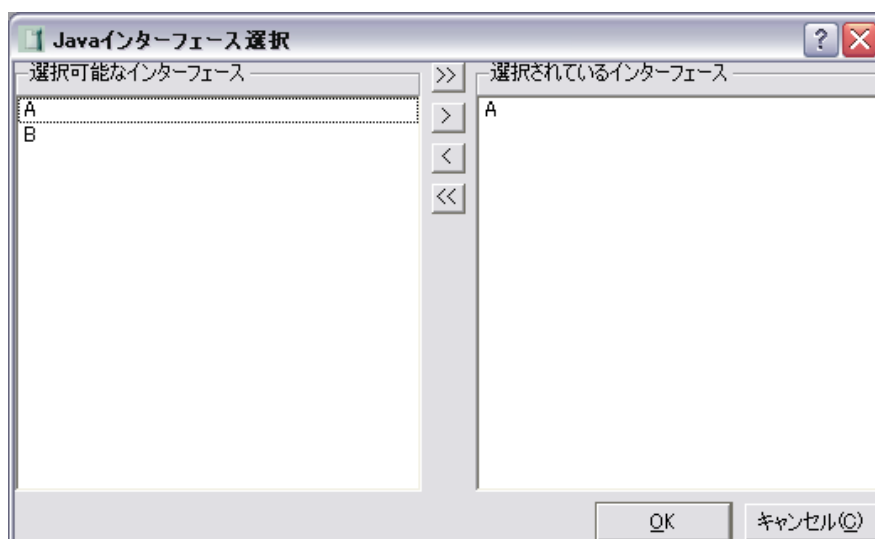 Javaインターフェース選択
選択可能なインターフェース
A
B
>>
>
<
<<
選択されているインターフェース
A
OK
キャンセル(C)